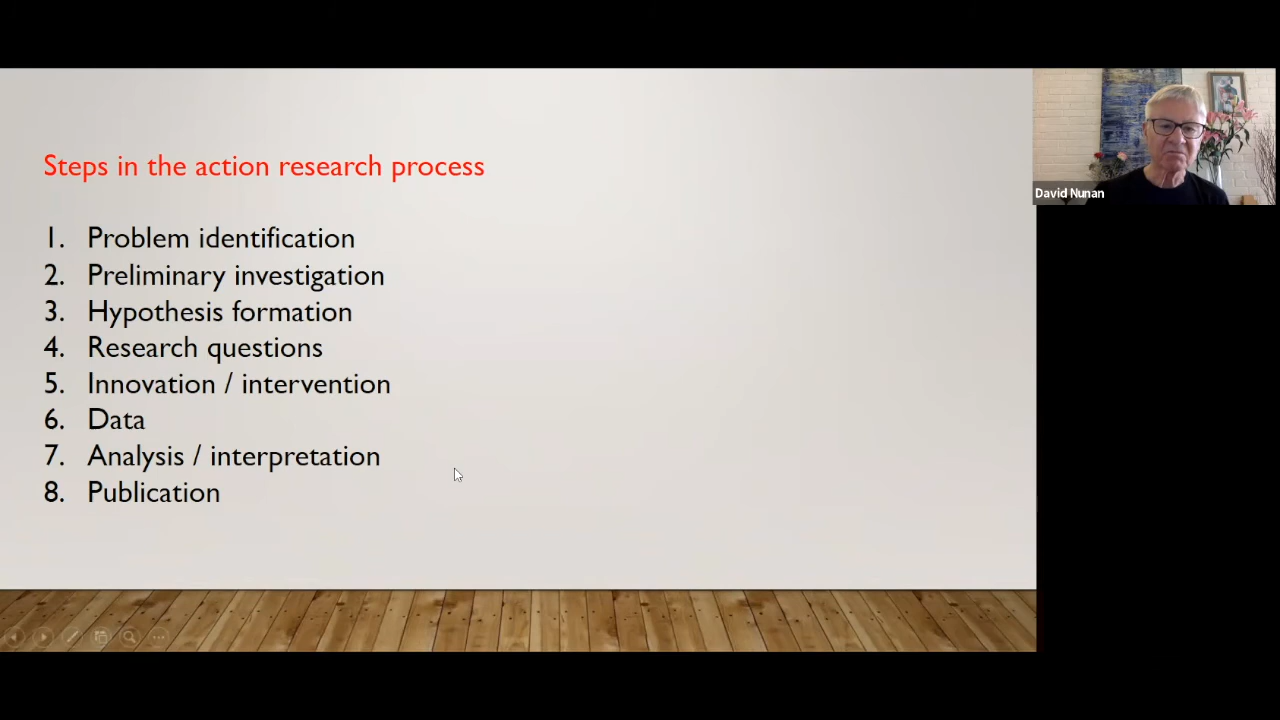 Steps in the action research process
1. Problem identification
2. Preliminary investigation
3. Hypothesis formation
4. Research questions
5. Innovation / intervention
6. Data
7. Analysis / interpretation
8. Publication
David Nunan